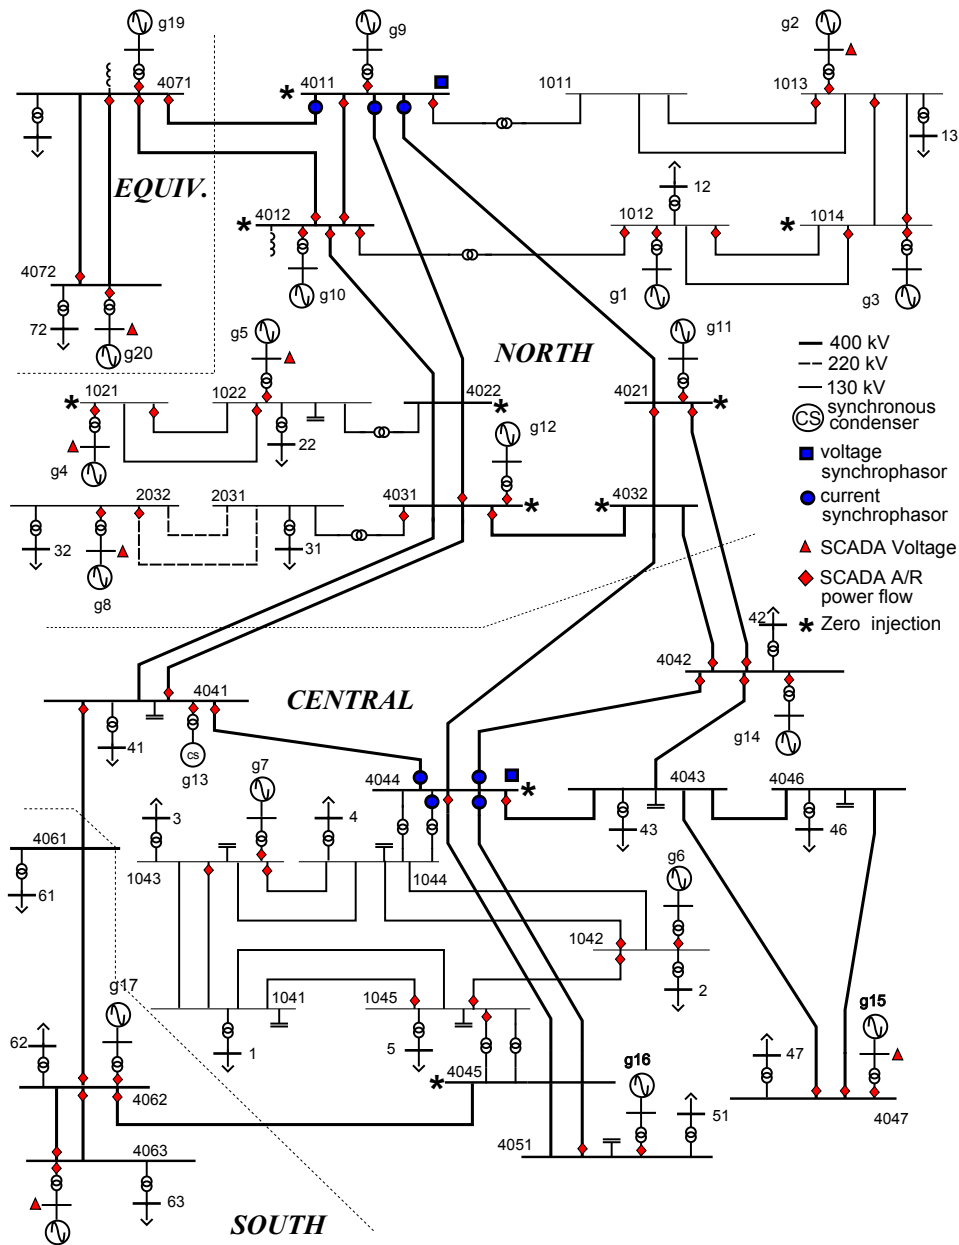 g19
g9
g2
4071
4011
1011
1013
*
13
EQUIV.
12
4012
*
1012
*
1014
4072
g10
g1
g3
72
g20
g5
NORTH
g11
400 kV
220 kV
130 kV
CS
synchronous
condenser
voltage
synchrophasor
current
synchrophasor
SCADA Voltage
SCADA A/R
power flow
* Zero injection
1021
*
1022
4022
*
4021
*
22
g12
g4
2032
2031
4031
*
*
4032
32
31
g8
42
4042
4041
CENTRAL
41
CS
g13
g14
g7
4044
*
4043
4046
3
4
43
46
4061
1043
1044
g6
61
1042
2
g17
1041
1045
g15
62
1
5
g16
47
4045
*
4062
51
4047
4051
4063
63
SOUTH